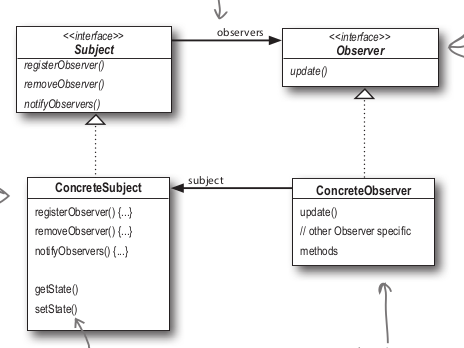 observers
<<interface>>
Subject
registerObserver()
removeObserver()
notifyObservers()
<<interface>>
Observer
update()
subject
ConcreteSubject
registerObserver() {...}
removeObserver() {...}
notifyObservers() {...}
getState()
setState()
ConcreteObserver
update()
// other Observer specific
methods